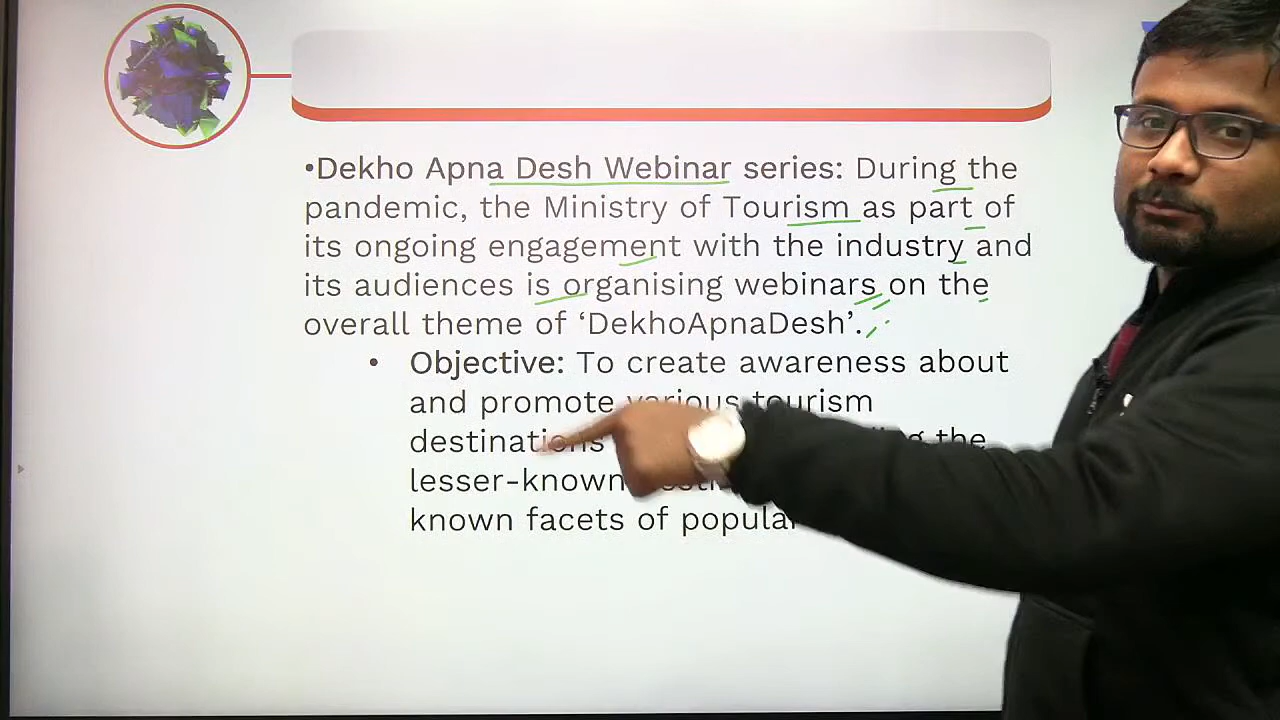 •Dekho Apna Desh Webinar series: During the
pandemic, the Ministry of Tourism as part of
its ongoing engagement with the industry and
its audiences is organising webinars on the
overall theme of ‘DekhoApnaDesh’.
• Objective: To create awareness about
and promote various tourism
destinations the
lesser-known
known facets of popular